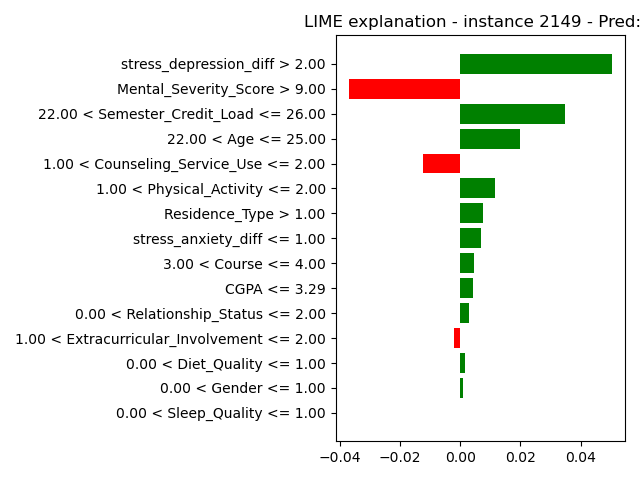 LIME explanation - instance 2149 - Pred:
stress_depression_diff > 2.00
Mental_Severity_Score > 9.00
22.00 < Semester_Credit_Load <= 26.00
22.00 < Age <= 25.00
1.00 < Counseling_Service_Use <= 2.00
1.00 < Physical_Activity <= 2.00
Residence_Type > 1.00
stress_anxiety_diff <= 1.00
3.00 < Course <= 4.00
CGPA <= 3.29
0.00 < Relationship_Status <= 2.00
1.00 < Extracurricular_Involvement <= 2.00
0.00 < Diet_Quality <= 1.00
0.00 < Gender <= 1.00
0.00 < Sleep_Quality <= 1.00
−0.04 −0.02 0.00 0.02 0.04